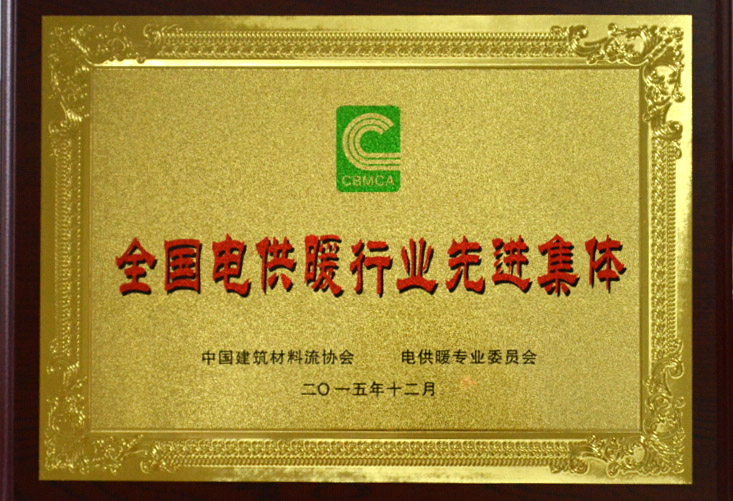 CBMCA
全国电供暖行业先进集体
中国建筑材料流协会 电供暖专业委员会
二〇一五年十二月